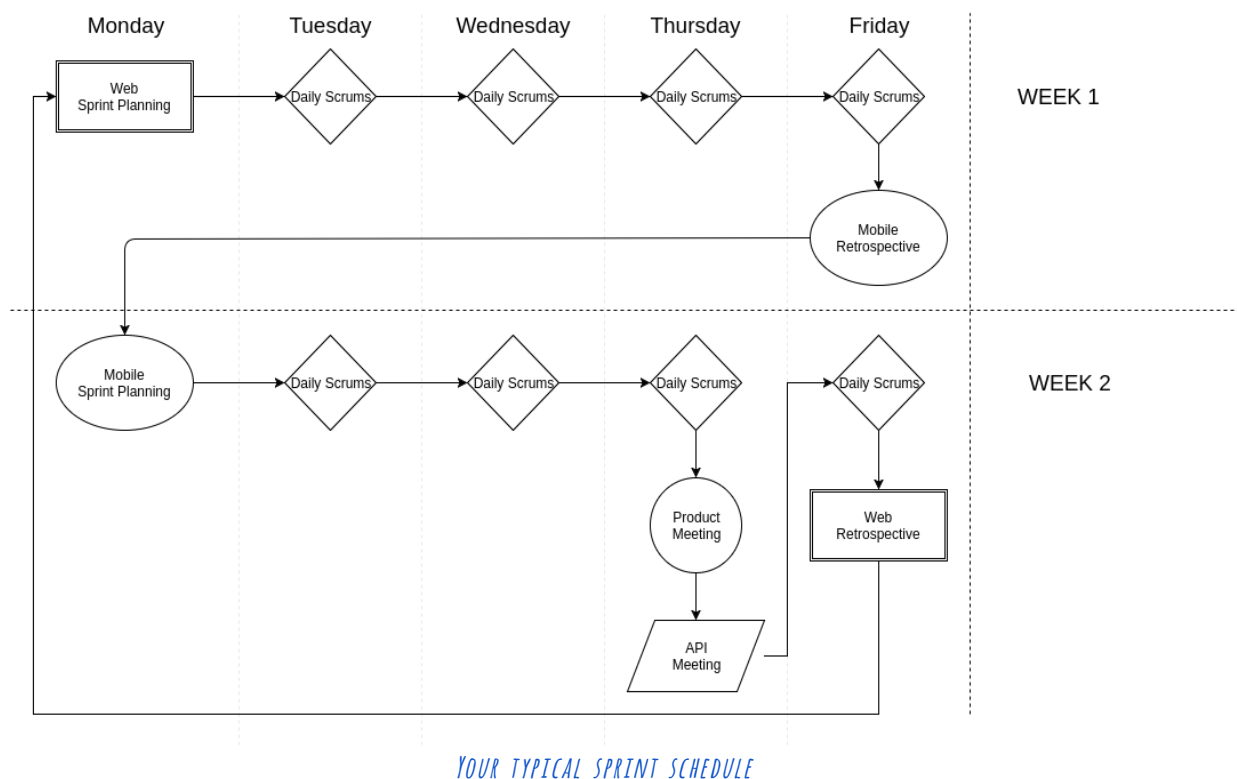 Monday
Tuesday
Wednesday
Thursday
Friday
Web
Sprint Planning
Daily Scrums
Daily Scrums
Daily Scrums
Daily Scrums
WEEK 1
Mobile
Retrospective
Mobile
Sprint Planning
Daily Scrums
Daily Scrums
Daily Scrums
Daily Scrums
WEEK 2
Product
Meeting
Web
Retrospective
API
Meeting
YOUR TYPICAL SPRINT SCHEDULE